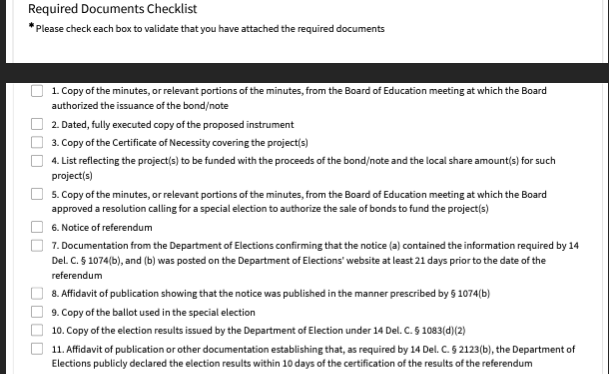 Required Documents Checklist
* Please check each box to validate that you have attached the required documents
1. Copy of the minutes, or relevant portions of the minutes, from the Board of Education meeting at which the Board
authorized the issuance of the bond/note
2. Dated, fully executed copy of the proposed instrument
3. Copy of the Certificate of Necessity covering the project(s)
4. List reflecting the project(s) to be funded with the proceeds of the bond/note and the local share amount(s) for such
project(s)
5. Copy of the minutes, or relevant portions of the minutes, from the Board of Education meeting at which the Board
approved a resolution calling for a special election to authorize the sale of bonds to fund the project(s)
6. Notice of referendum
7. Documentation from the Department of Elections confirming that the notice (a) contained the information required by 14
Del. C. § 1074(b), and (b) was posted on the Department of Elections' website at least 21 days prior to the date of the
referendum
8. Affidavit of publication showing that the notice was published in the manner prescribed by § 1074(b)
9. Copy of the ballot used in the special election
10. Copy of the election results issued by the Department of Election under 14 Del. C. § 1083(d)(2)
11. Affidavit of publication or other documentation establishing that, as required by 14 Del. C. § 2123(b), the Department of
Elections publicly declared the election results within 10 days of the certification of the results of the referendum